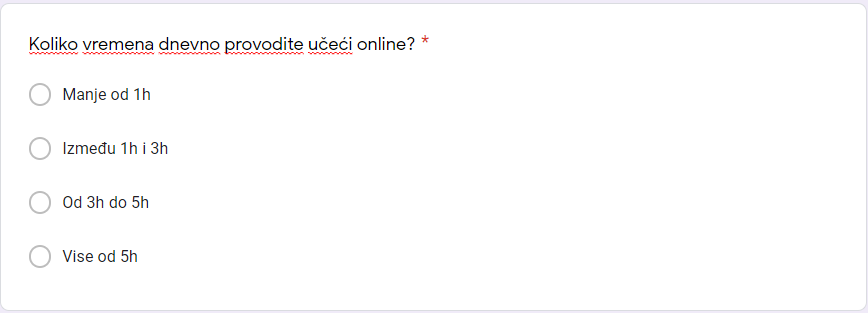 Koliko vremena dnevno provodite učeći online? *
Manje od 1h
Između 1h i 3h
Od 3h do 5h
Vise od 5h